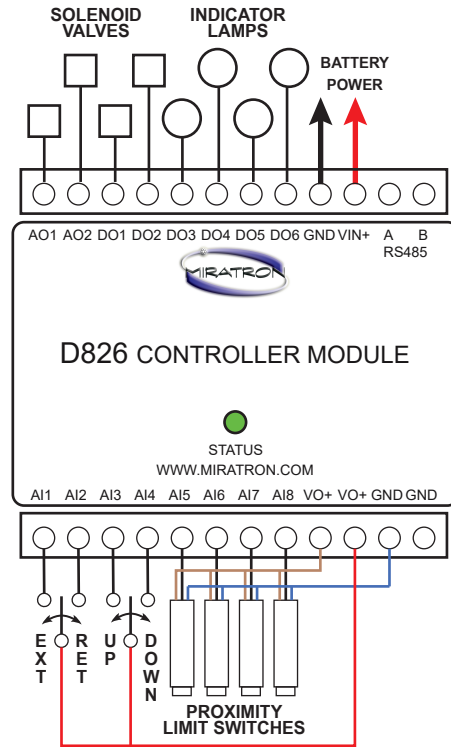 SOLENOID VALVES
INDICATOR LAMPS
BATTERY POWER
AO1 AO2 DO1 DO2 DO3 DO4 DO5 DO6 GND VIN+ A B
RS485
MIRATRON
D826 CONTROLLER MODULE
STATUS
WWW.MIRATRON.COM
AI1 AI2 AI3 AI4 AI5 AI6 AI7 AI8 VO+ VO+ GND GND
EXT
RET
UP
DOWN
PROXIMITY
LIMIT SWITCHES